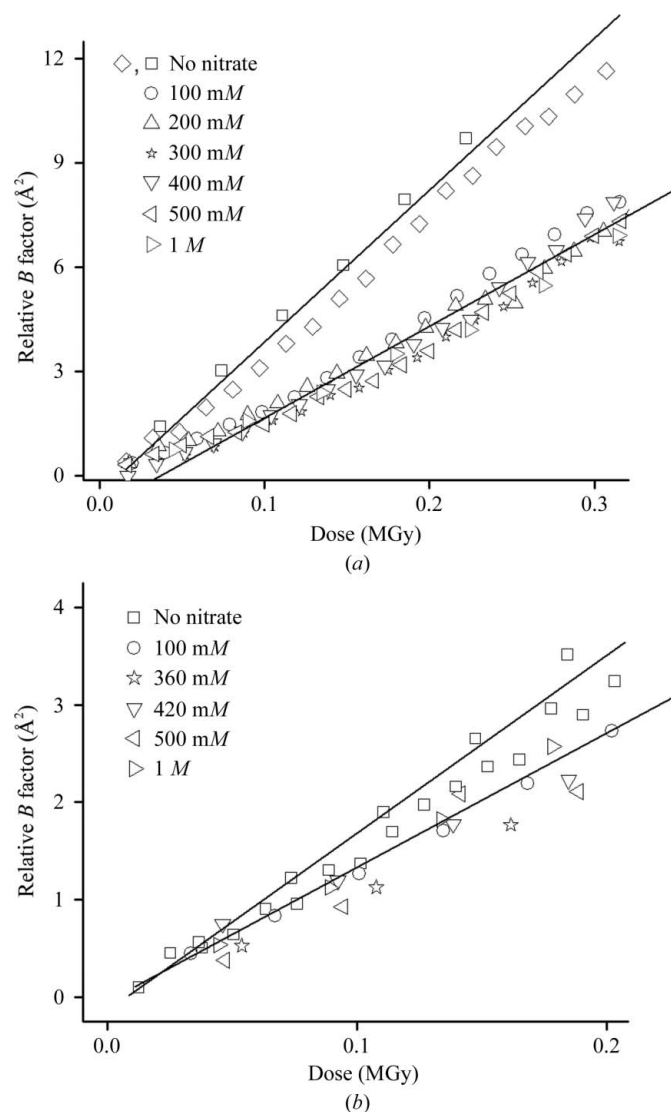 12
No nitrate
100 mM
200 mM
300 mM
400 mM
500 mM
1 M
9
6
3
0
Relative B factor (Å²)
0.0 0.1 0.2 0.3
Dose (MGy)
(a)
4
No nitrate
100 mM
360 mM
420 mM
500 mM
1 M
3
2
1
0
Relative B factor (Å²)
0.0 0.1 0.2
Dose (MGy)
(b)